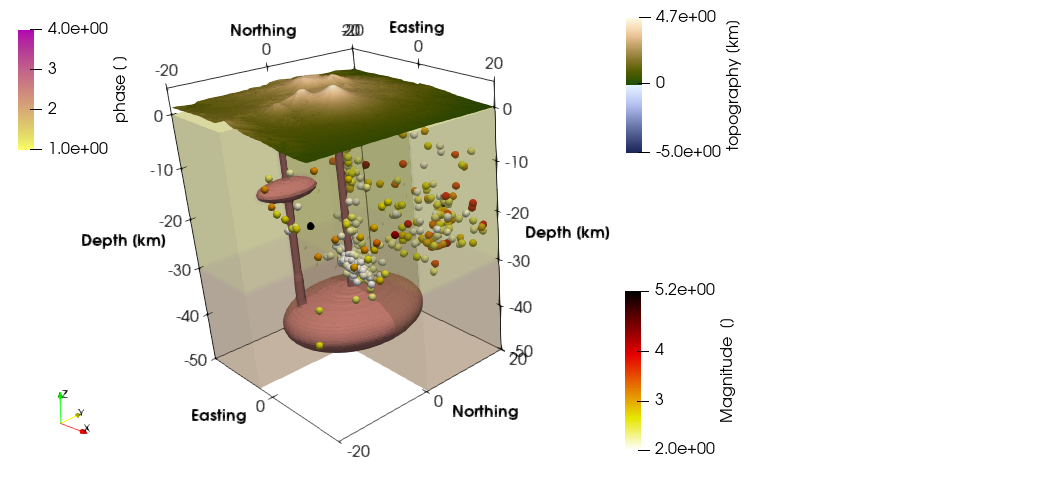 4.0e+00
3
2
1.0e+00
phase ( )
Northing
Easting
-20
0
0
20
4.7e+00
0
-5.0e+00
topography (km)
0
-10
-20
-30
-40
-50
Depth (km)
0
-10
-20
-30
-40
-50
20
Depth (km)
Easting
0
-20
0
Northing
5.2e+00
4
3
2.0e+00
Magnitude ()
Z
Y
X